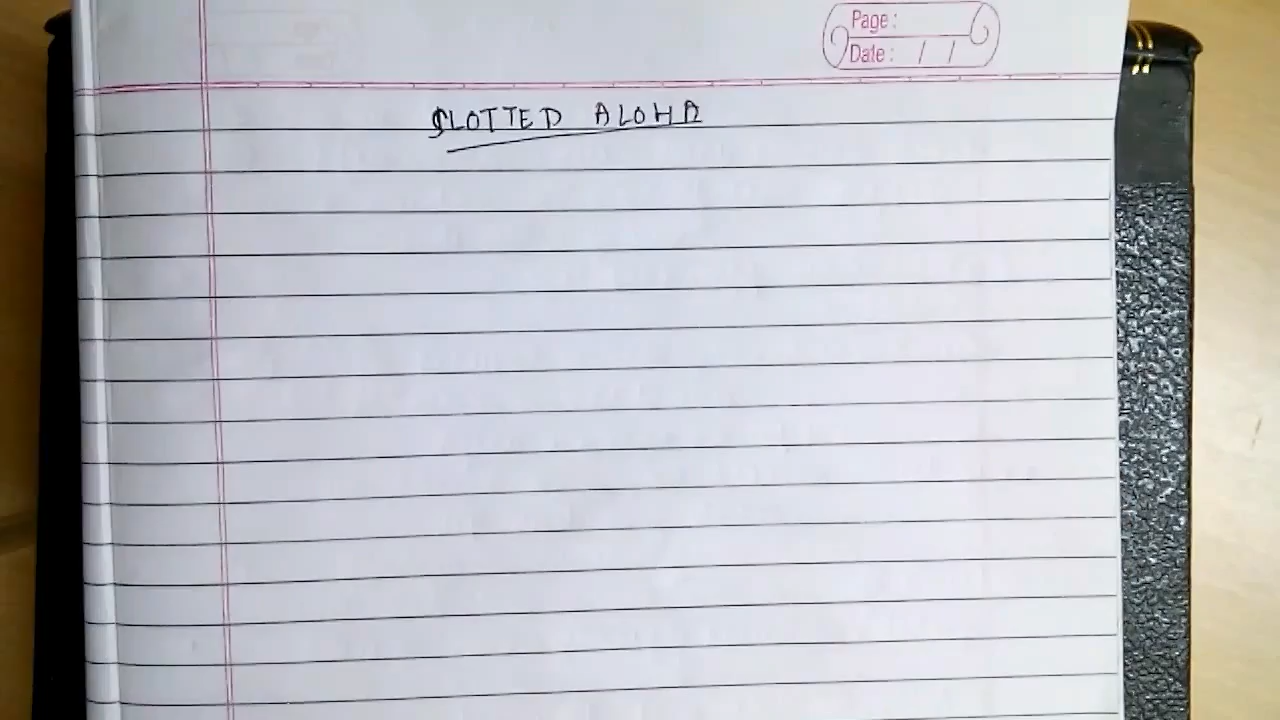 Page :
Date : / /
SLOTTED ALOHA